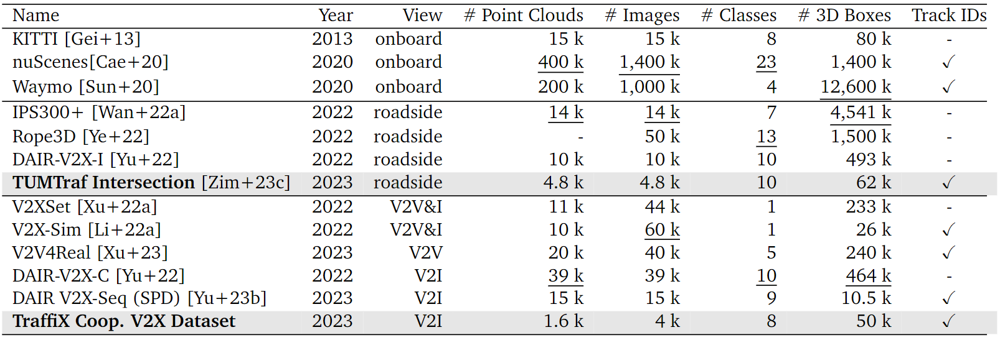 Name Year View # Point Clouds # Images # Classes # 3D Boxes Track IDs
KITTI [Gei+13] 2013 onboard 15 k 15 k 8 80 k -
nuScenes[Cae+20] 2020 onboard 400 k 1,400 k 23 1,400 k ✓
Waymo [Sun+20] 2020 onboard 200 k 1,000 k 4 12,600 k ✓
IPS300+ [Wan+22a] 2022 roadside 14 k 14 k 7 4,541 k -
Rope3D [Ye+22] 2022 roadside - 50 k 13 1,500 k -
DAIR-V2X-I [Yu+22] 2022 roadside 10 k 10 k 10 493 k -
TUMTraf Intersection [Zim+23c] 2023 roadside 4.8 k 4.8 k 10 62 k ✓
V2XSet [Xu+22a] 2022 V2V&I 11 k 44 k 1 233 k -
V2X-Sim [Li+22a] 2022 V2V&I 10 k 60 k 1 26 k ✓
V2V4Real [Xu+23] 2023 V2V 20 k 40 k 5 240 k ✓
DAIR-V2X-C [Yu+22] 2022 V2I 39 k 39 k 10 464 k -
DAIR V2X-Seq (SPD) [Yu+23b] 2023 V2I 15 k 15 k 9 10.5 k ✓
TraffiX Coop. V2X Dataset 2023 V2I 1.6 k 4 k 8 50 k ✓